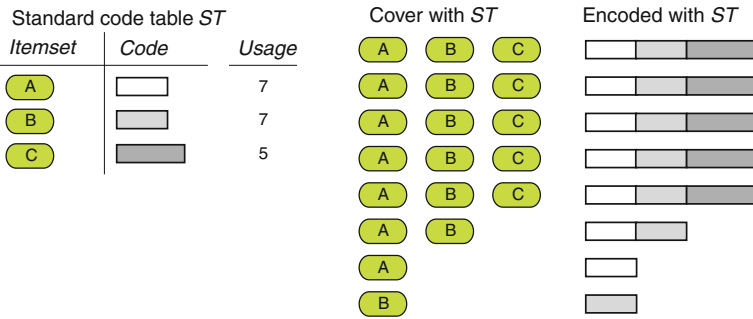 Standard code table ST
Itemset Code Usage
A 7
B 7
C 5
Cover with ST
A B C
A B C
A B C
A B C
A B C
A B
A
B
Encoded with ST